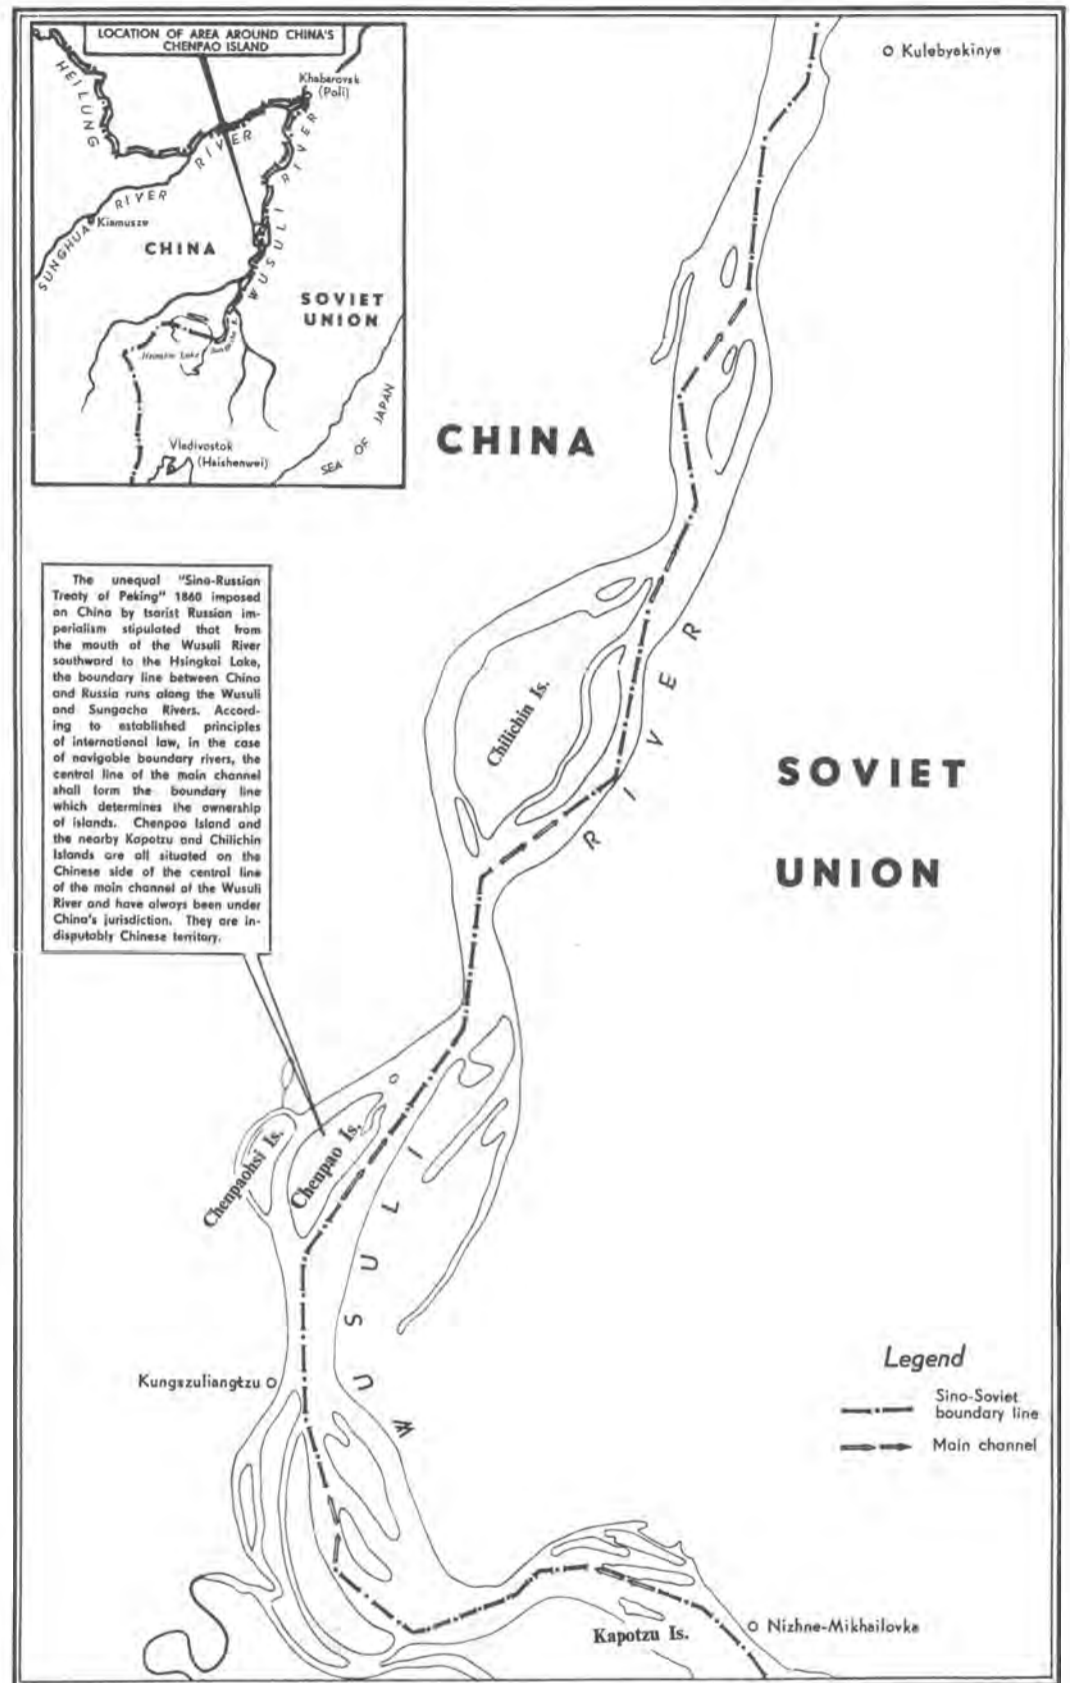 LOCATION OF AREA AROUND CHINA'S
CHENPAO ISLAND
HEILUNG
RIVER
Khabarovsk
(Poli)
SUNGHUA
RIVER
Kiamusze
CHINA
WUSULI
RIVER
SOVIET
UNION
Hsingkai Lake
Vladivostok
(Haishenwei)
SEA OF JAPAN
Kulebyakinye
CHINA
The unequal "Sino-Russian
Treaty of Peking" 1860 imposed
on China by tsarist Russian im-
perialism stipulated that from
the mouth of the Wusuli River
southward to the Hsingkai Lake,
the boundary line between China
and Russia runs along the Wusuli
and Sungacha Rivers. Accord-
ing to established principles
of international law, in the case
of navigable boundary rivers, the
central line of the main channel
shall form the boundary line
which determines the ownership
of islands. Chenpao Island and
the nearby Kapotzu and Chilichin
Islands are all situated on the
Chinese side of the central line
of the main channel of the Wusuli
River and have always been under
China's jurisdiction. They are in-
disputably Chinese territory.
Chilichin Is.
SOVIET
UNION
Chenpaohsi Is.
Chenpao Is.
WUSULI RIVER
Kungszuliangtzu
Legend
Sino-Soviet
boundary line
Main channel
Kapotzu Is.
Nizhne-Mikhailovka